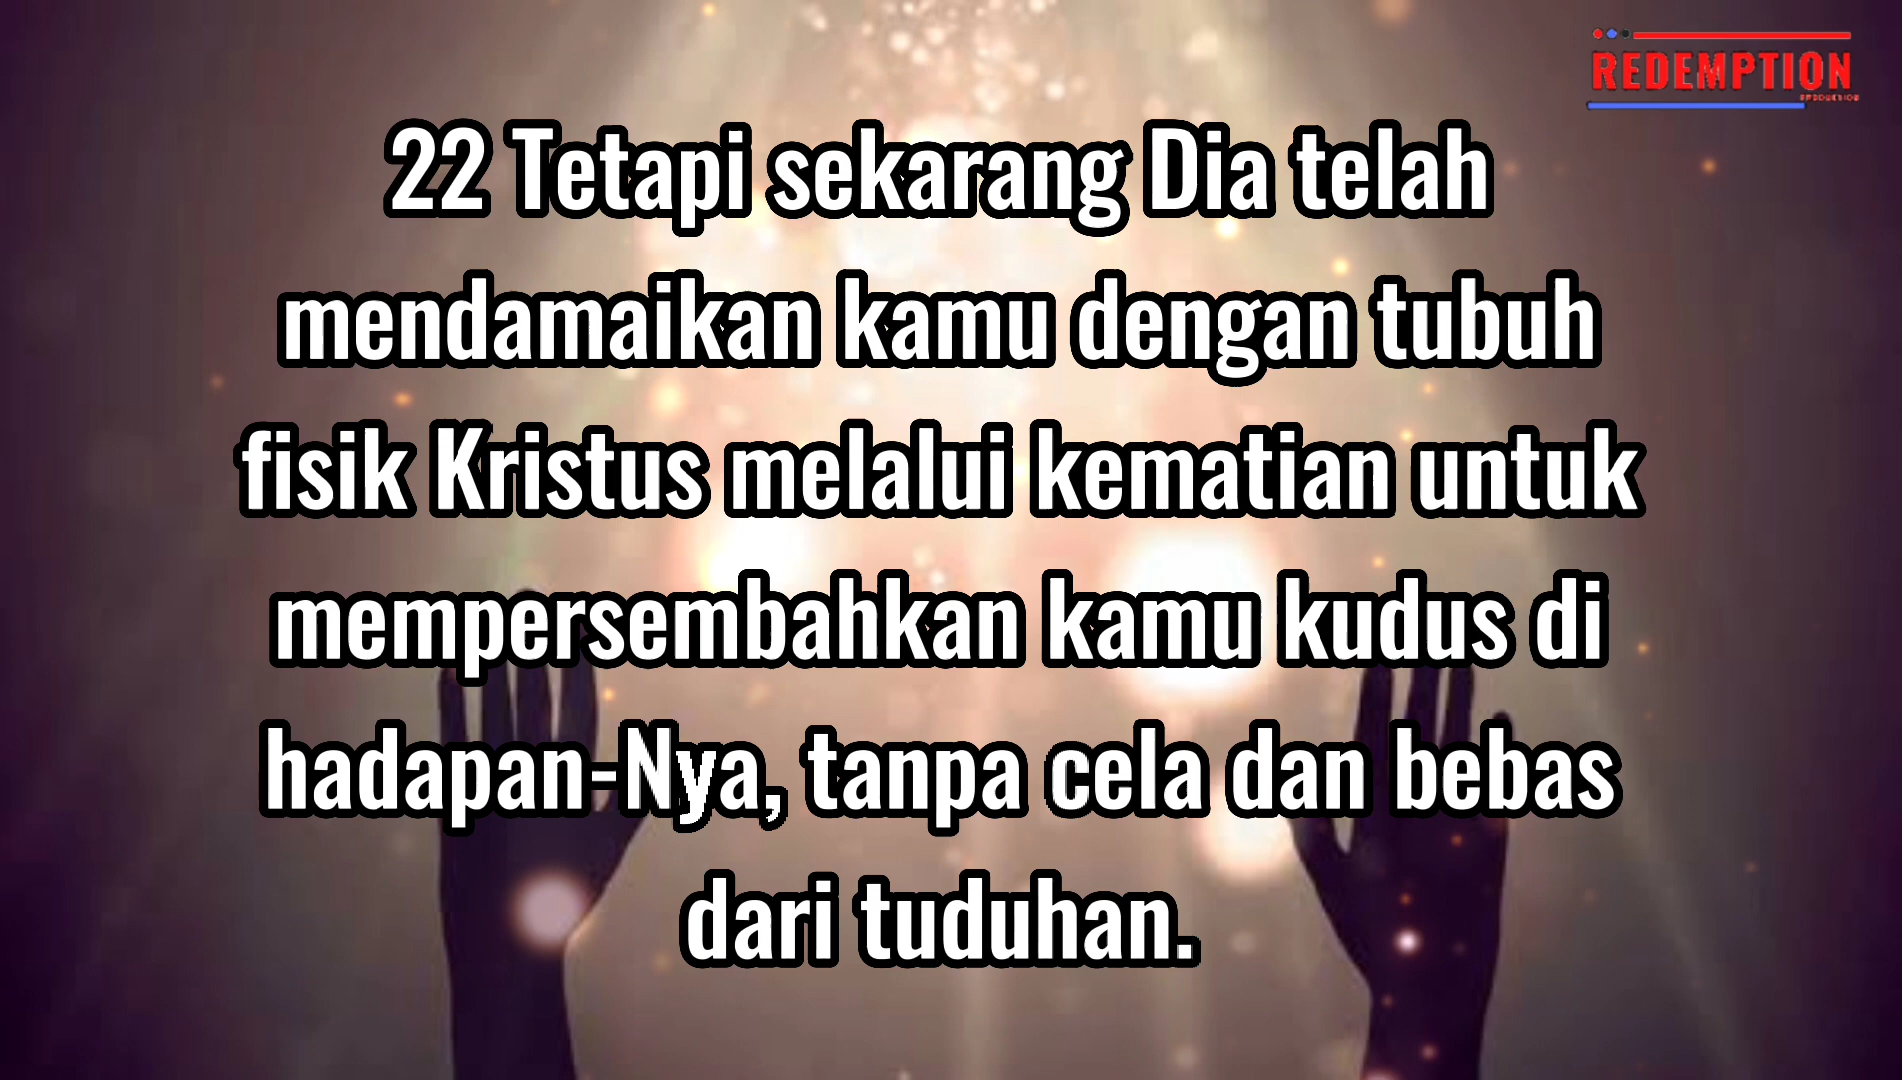 REDEMPTION
PRODUCTION
22 Tetapi sekarang Dia telah
mendamaikan kamu dengan tubuh
fisik Kristus melalui kematian untuk
mempersembahkan kamu kudus di
hadapan-Nya, tanpa cela dan bebas
dari tuduhan.